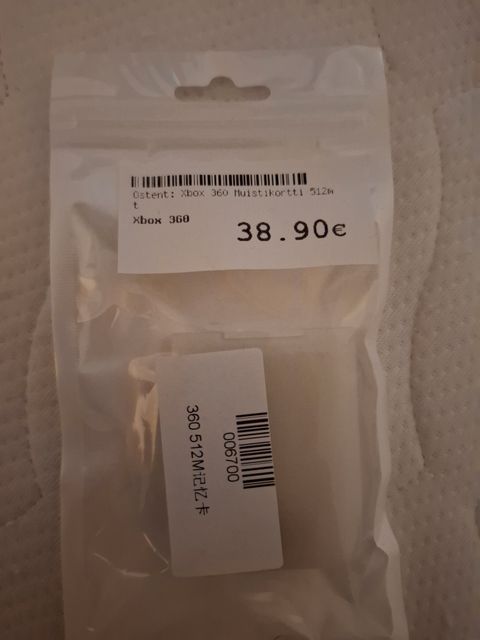 Ostent: Xbox 360 Muistikortti 512m
t
Xbox 360
38.90€
006700
360 512M记忆卡